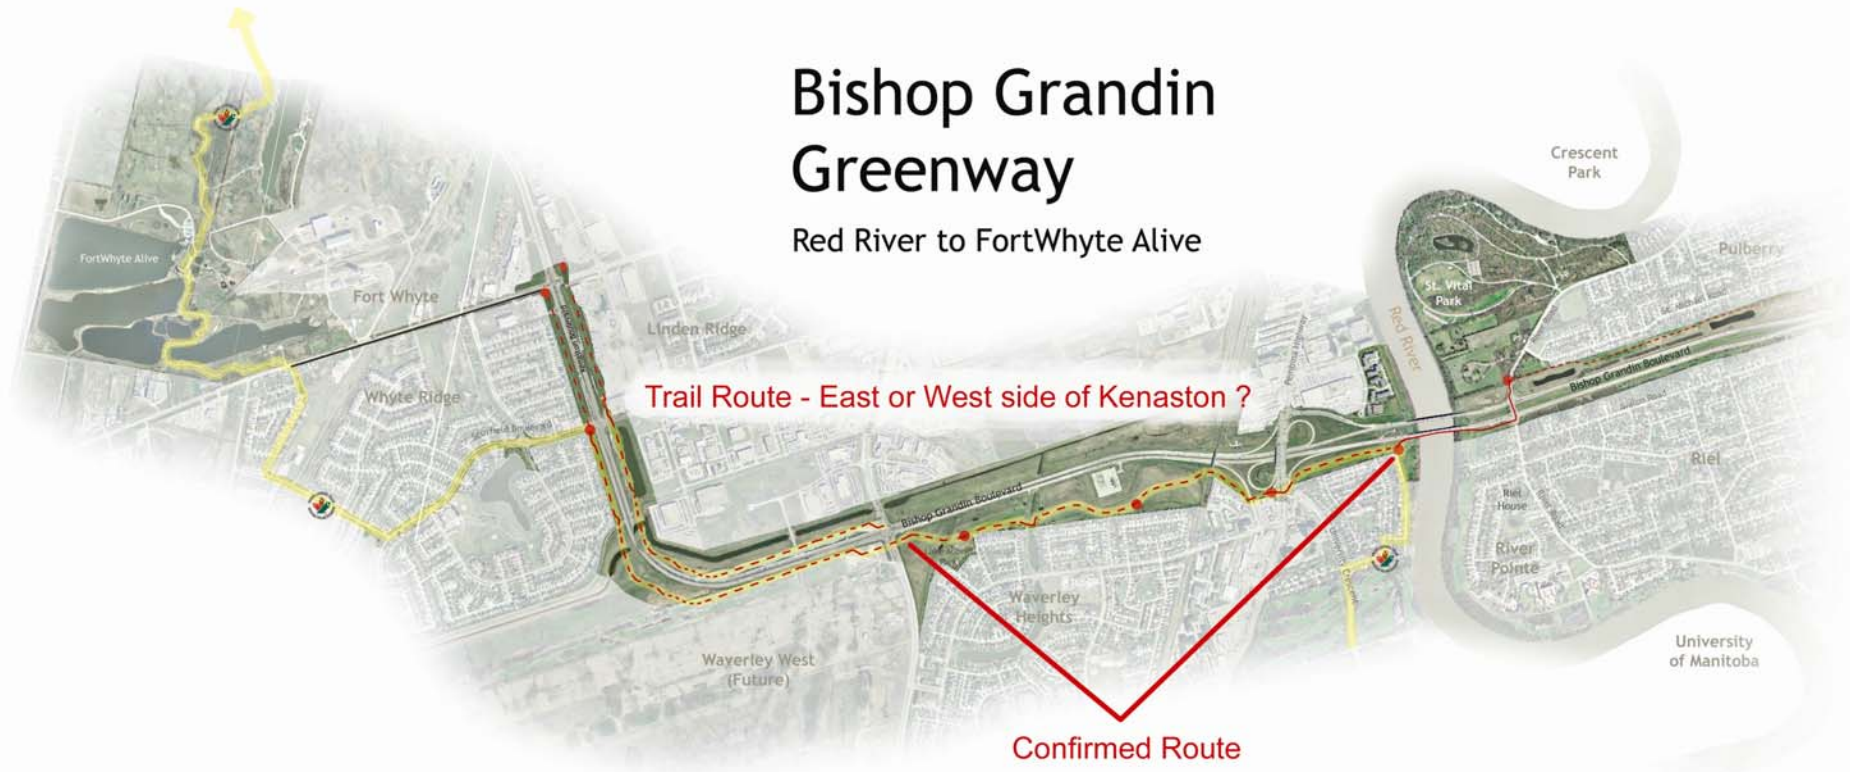 Bishop Grandin
Greenway
Red River to FortWhyte Alive
Crescent
Park
Pulberry
FortWhyte Alive
Fort Whyte
St. Vital
Park
Linden Ridge
Red River
Bishop Grandin Boulevard
Whyte Ridge
Trail Route - East or West side of Kenaston ?
Riel
Bishop Grandin Boulevard
Riel
House
River
Pointe
Waverley
Heights
Waverley West
(Future)
University
of Manitoba
Confirmed Route